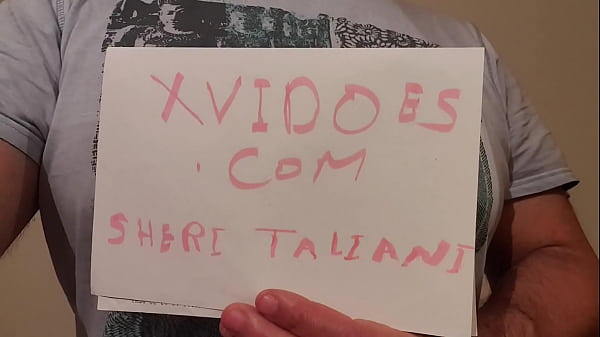 XVIDOES
.COM
SHERI TALIANI